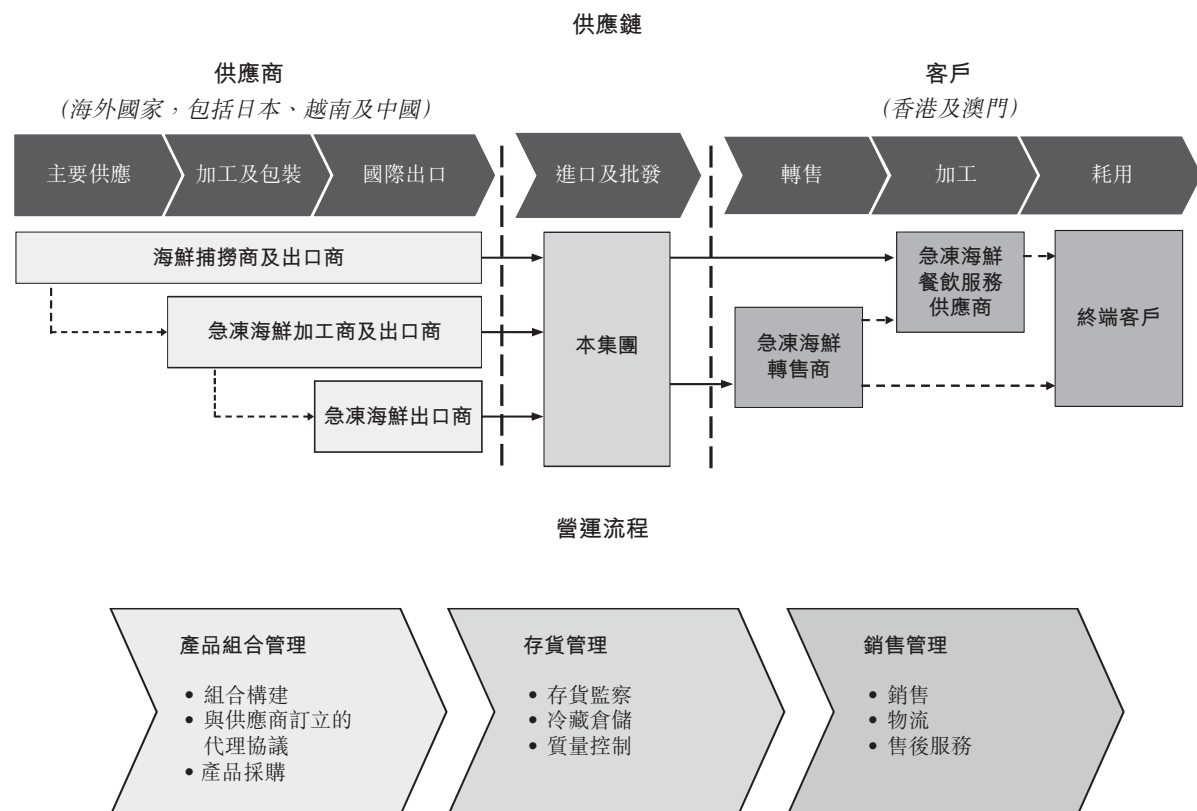 供應鏈
供應商
(海外國家，包括日本、越南及中國)
客戶
(香港及澳門)
主要供應
加工及包裝
國際出口
進口及批發
轉售
加工
耗用
海鮮捕撈商及出口商
急凍海鮮加工商及出口商
急凍海鮮出口商
本集團
急凍海鮮
轉售商
急凍海鮮
餐飲服務
供應商
終端客戶
營運流程
產品組合管理
• 組合構建
• 與供應商訂立的
代理協議
• 產品採購
存貨管理
• 存貨監察
• 冷藏倉儲
• 質量控制
銷售管理
• 銷售
• 物流
• 售後服務